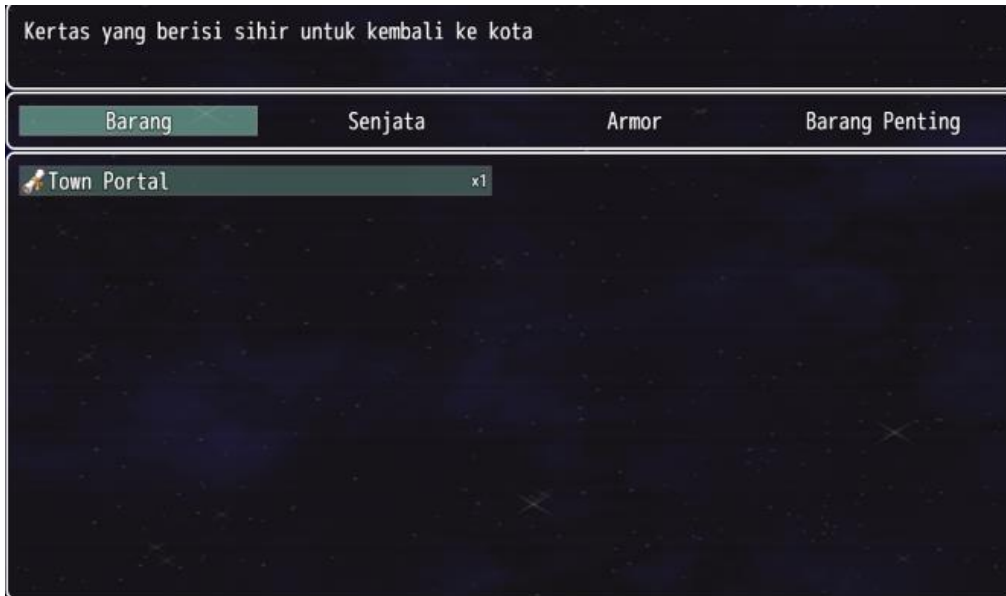 Kertas yang berisi sihir untuk kembali ke kota
Barang Senjata Armor Barang Penting
Town Portal x1